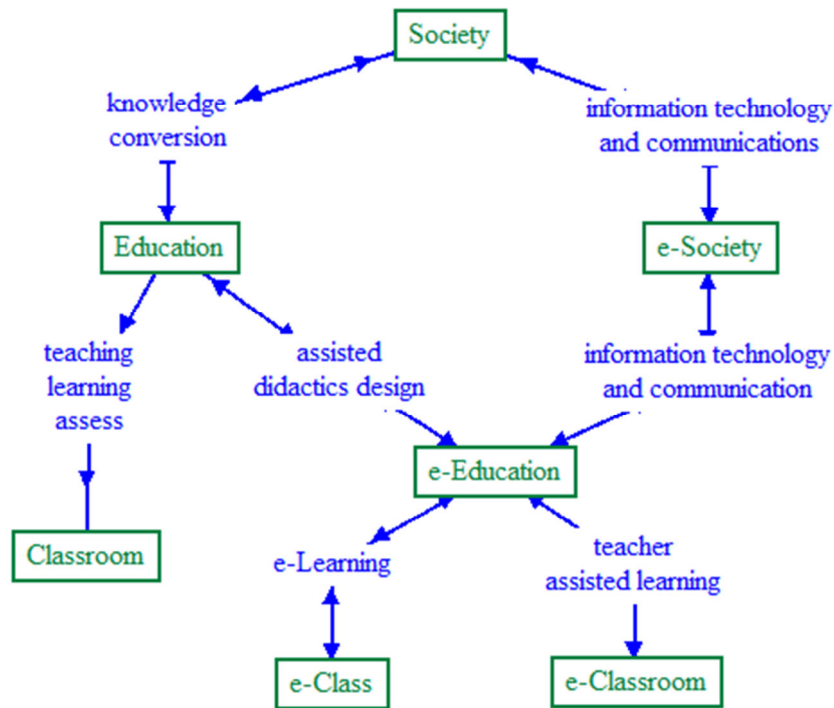 Society
knowledge
conversion
information technology
and communications
Education
e-Society
teaching
learning
assess
assisted
didactics design
information technology
and communication
e-Education
Classroom
e-Learning
teacher
assisted learning
e-Class
e-Classroom